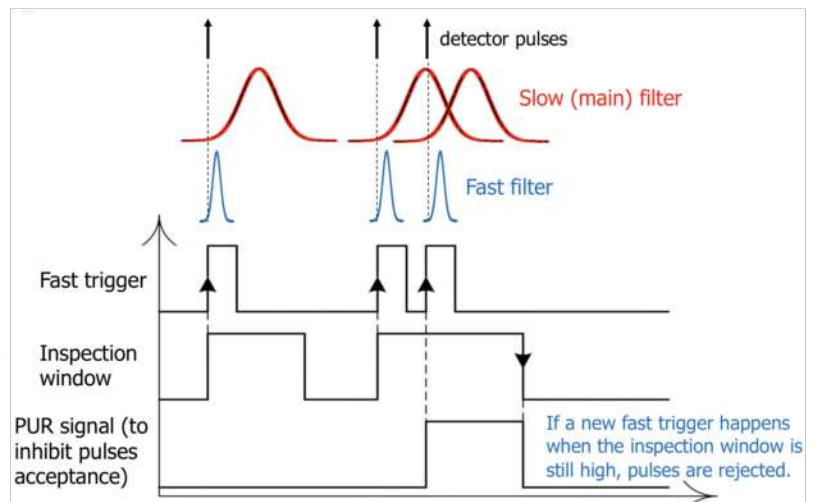 detector pulses
Slow (main) filter
Fast filter
Fast trigger
Inspection
window
PUR signal (to
inhibit pulses
acceptance)
If a new fast trigger happens
when the inspection window is
still high, pulses are rejected.